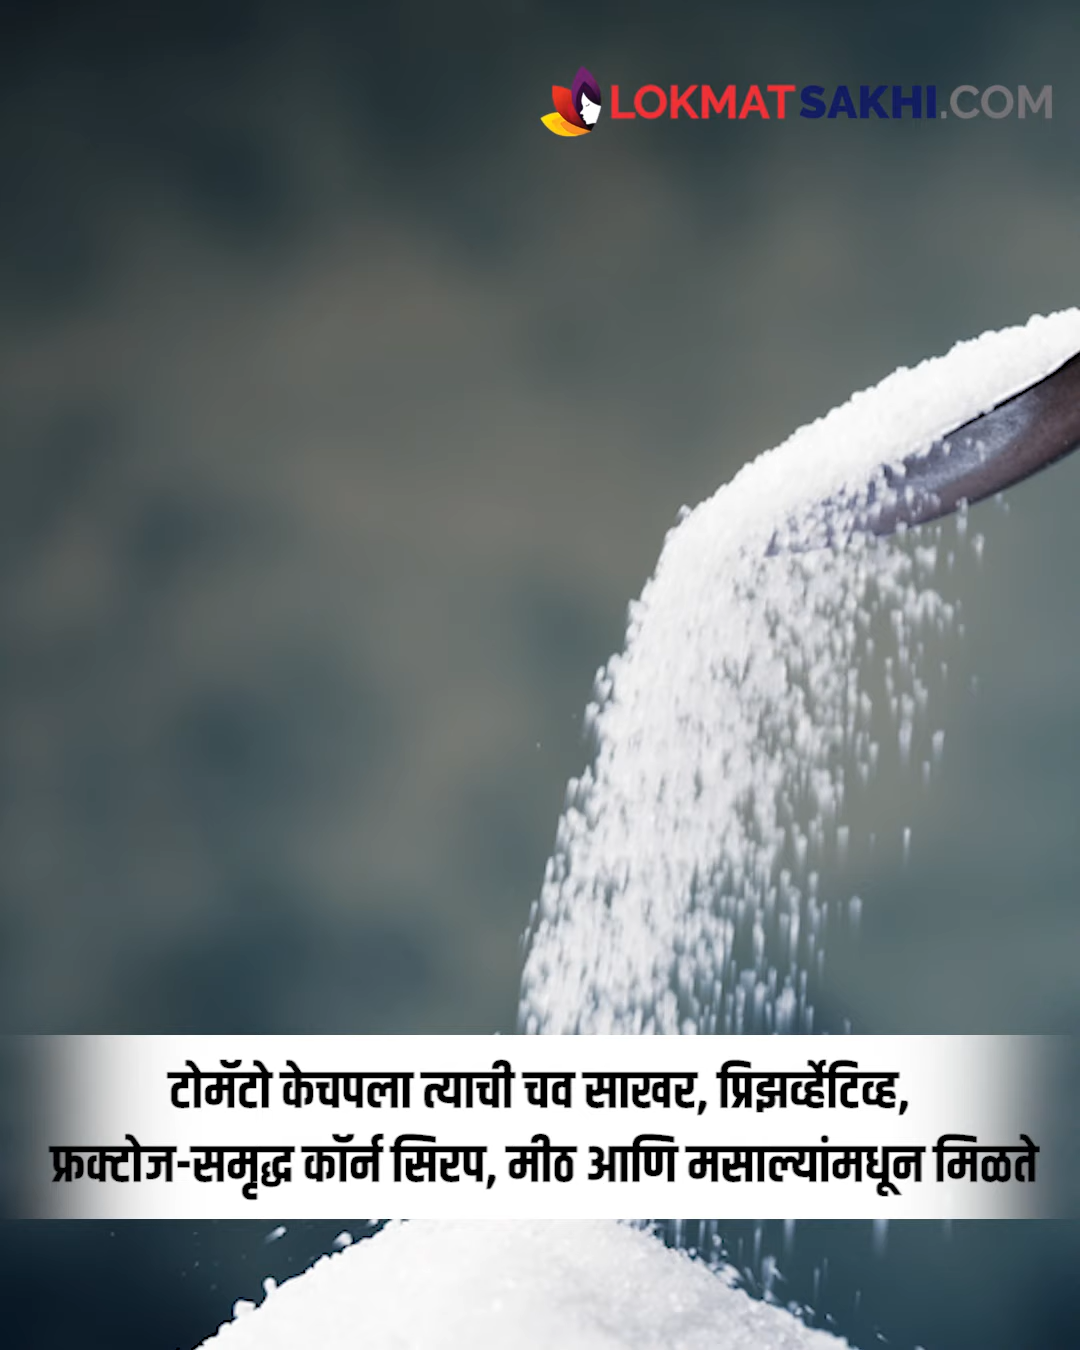 LOKMATSAKHI.COM
टोमॅटो केचपला त्याची चव साखर, प्रिझर्व्हेटिव्ह,
फ्रक्टोज-समृद्ध कॉर्न सिरप, मीठ आणि मसाल्यांमधून मिळते